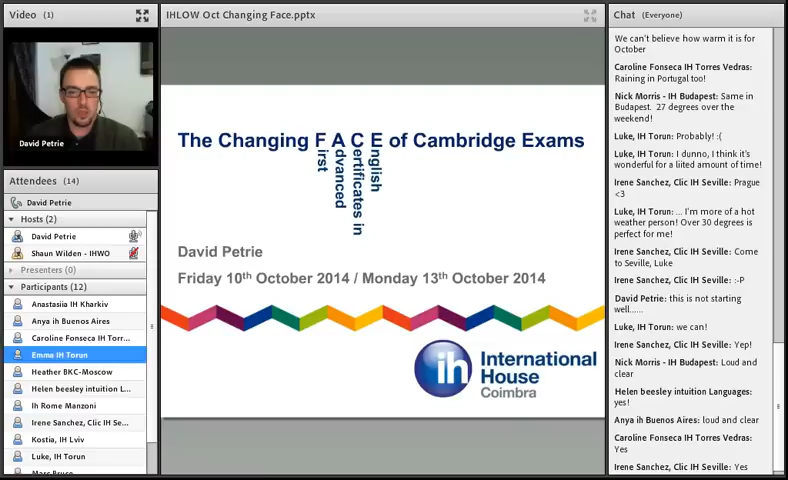 Video (1)
David Petrie
Attendees (14)
David Petrie
Hosts (2)
David Petrie
Shaun Wilden - IHWO
Presenters (0)
Participants (12)
Anastasiia IH Kharkiv
Anya ih Buenos Aires
Caroline Fonseca IH Torr...
Emma IH Torun
Heather BKC-Moscow
Helen beesley intuition L...
Ih Rome Manzoni
Irene Sanchez, Clic IH Se...
Kostia, IH Lviv
Luke, IH Torun
Marc Bruce
IHLOW Oct Changing Face.pptx
The Changing F A C E of Cambridge Exams
First
Advanced
Certificates in
English
David Petrie
Friday 10th October 2014 / Monday 13th October 2014
ih International
House
Coimbra
Chat (Everyone)
We can't believe how warm it is for
October
Caroline Fonseca IH Torres Vedras:
Raining in Portugal too!
Nick Morris - IH Budapest: Same in
Budapest. 27 degrees over the
weekend!
Luke, IH Torun: Probably! :(
Luke, IH Torun: I dunno, I think it's
wonderful for a liited amount of time!
Irene Sanchez, Clic IH Seville: Prague
<3
Luke, IH Torun: ... I'm more of a hot
weather person! Over 30 degrees is
perfect for me!
Irene Sanchez, Clic IH Seville: Come
to Seville, Luke
Irene Sanchez, Clic IH Seville: :-P
David Petrie: this is not starting
well......
Luke, IH Torun: we can!
Irene Sanchez, Clic IH Seville: Yep!
Nick Morris - IH Budapest: Loud and
clear
Helen beesley intuition Languages:
yes!
Anya ih Buenos Aires: loud and clear
Caroline Fonseca IH Torres Vedras:
Yes
Irene Sanchez, Clic IH Seville: Yes